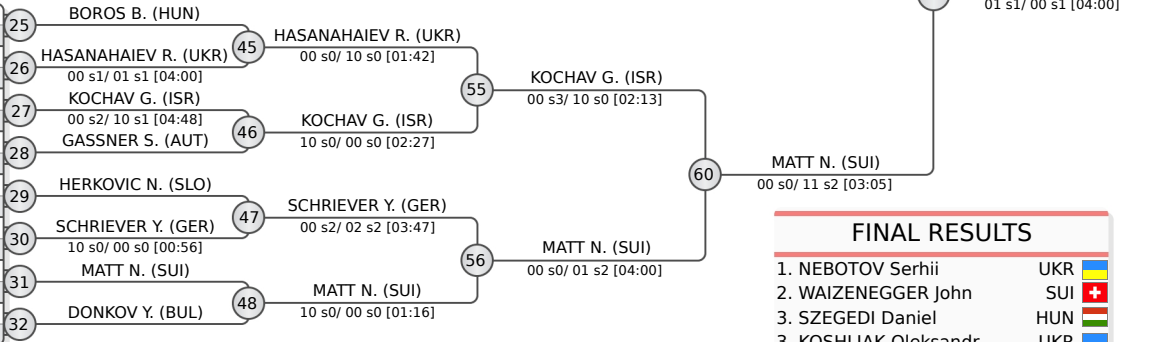 01 s1/ 00 s1 [04:00]
25
BOROS B. (HUN)
26
HASANAHAIEV R. (UKR)
00 s1/ 01 s1 [04:00]
45
HASANAHAIEV R. (UKR)
00 s0/ 10 s0 [01:42]
27
KOCHAV G. (ISR)
00 s2/ 10 s1 [04:48]
28
GASSNER S. (AUT)
46
KOCHAV G. (ISR)
10 s0/ 00 s0 [02:27]
55
KOCHAV G. (ISR)
00 s3/ 10 s0 [02:13]
29
HERKOVIC N. (SLO)
30
SCHRIEVER Y. (GER)
10 s0/ 00 s0 [00:56]
47
SCHRIEVER Y. (GER)
00 s2/ 02 s2 [03:47]
31
MATT N. (SUI)
32
DONKOV Y. (BUL)
48
MATT N. (SUI)
10 s0/ 00 s0 [01:16]
56
MATT N. (SUI)
00 s0/ 01 s2 [04:00]
60
MATT N. (SUI)
00 s0/ 11 s2 [03:05]
FINAL RESULTS
1. NEBOTOV Serhii UKR
2. WAIZENEGGER John SUI
3. SZEGEDI Daniel HUN
3. KOSHLIAK Oleksandr UKR